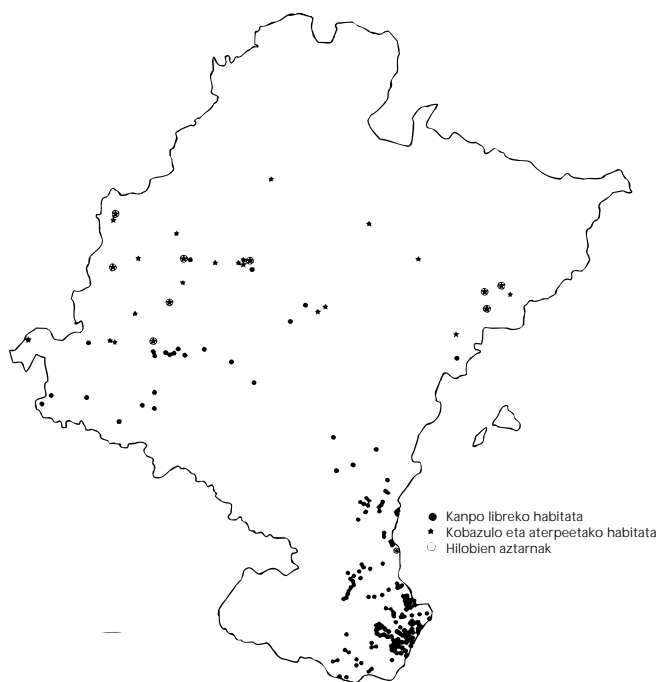 Kanpo libreko habitata
Kobazulo eta aterpeetako habitata
Hilobien aztarnak